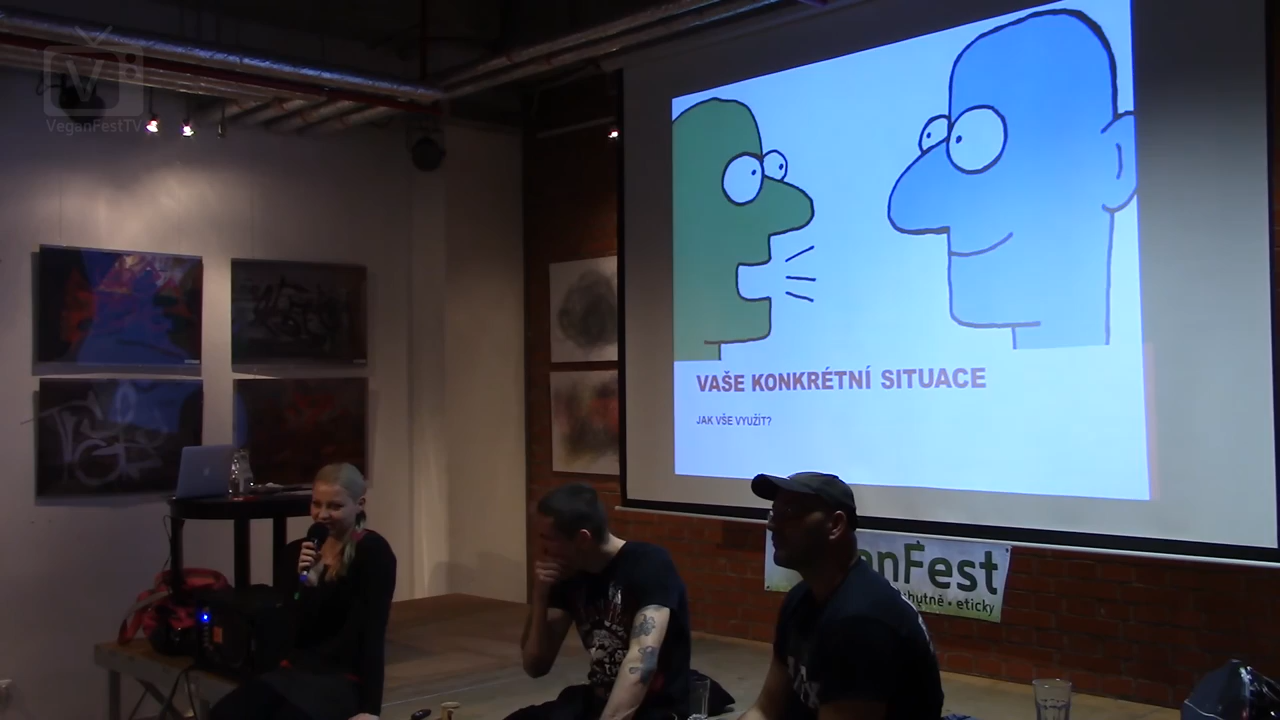 VeganFestTV
VAŠE KONKRÉTNÍ SITUACE
JAK VŠE VYUŽÍT?
anFest
chutně • eticky